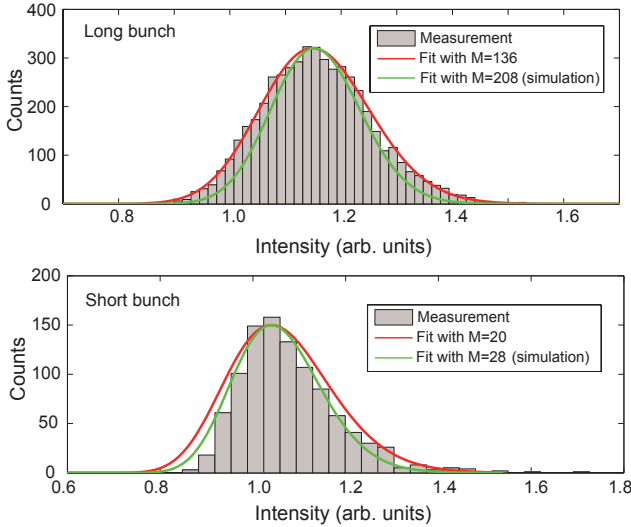 400
300
200
100
0
Counts
Long bunch
Measurement
Fit with M=136
Fit with M=208 (simulation)
0.8 1.0 1.2 1.4 1.6
Intensity (arb. units)
200
150
100
50
0
Counts
Short bunch
Measurement
Fit with M=20
Fit with M=28 (simulation)
0.6 0.8 1.0 1.2 1.4 1.6 1.8
Intensity (arb. units)